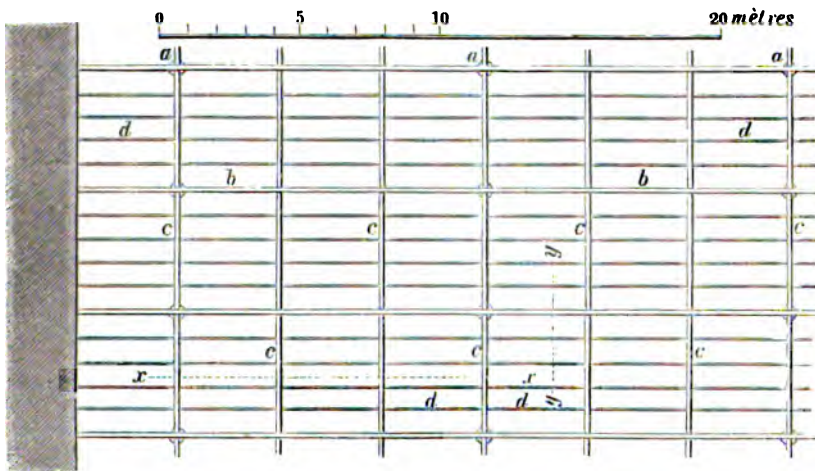 0 5 10 20 mètres
a a a
d d
b b
c c c c
y
c c c
x x
d d y